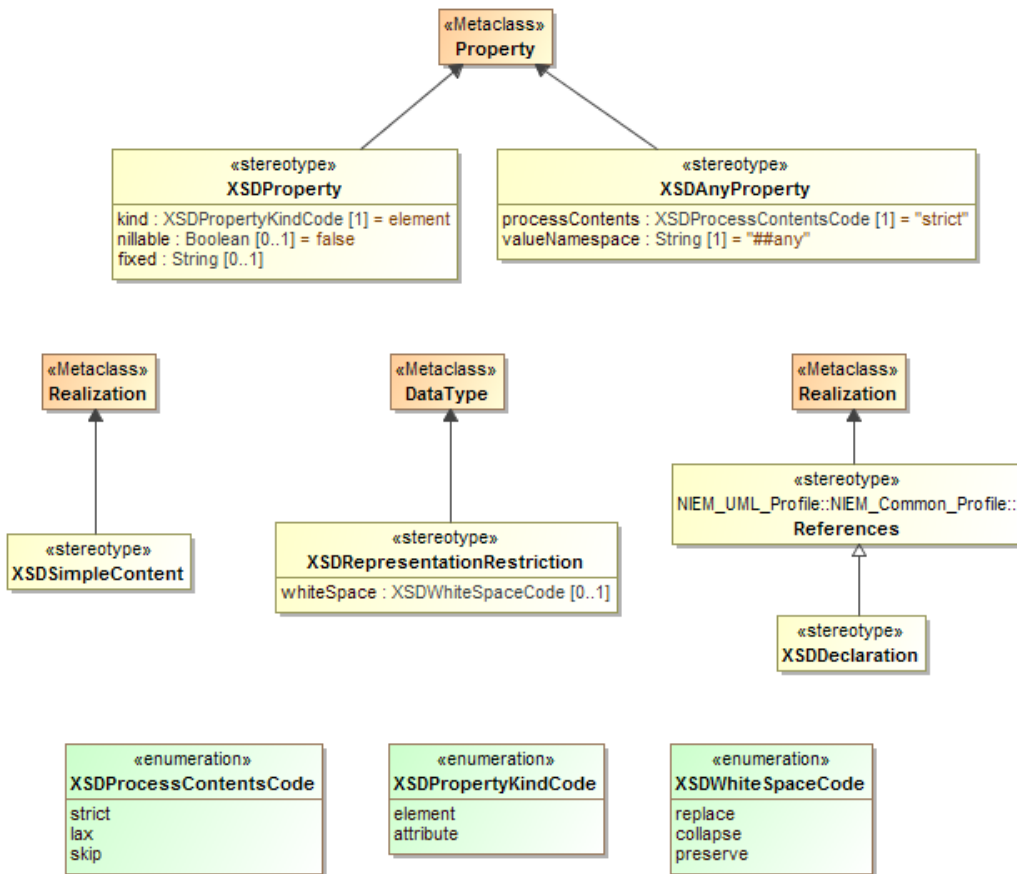 «Metaclass»
Property
«stereotype»
XSDProperty
kind : XSDPropertyKindCode [1] = element
nillable : Boolean [0..1] = false
fixed : String [0..1]
«stereotype»
XSDAnyProperty
processContents : XSDProcessContentsCode [1] = "strict"
valueNamespace : String [1] = "##any"
«Metaclass»
Realization
«stereotype»
XSDSimpleContent
«Metaclass»
DataType
«stereotype»
XSDRepresentationRestriction
whiteSpace : XSDWhiteSpaceCode [0..1]
«Metaclass»
Realization
«stereotype»
NIEM_UML_Profile::NIEM_Common_Profile::
References
«stereotype»
XSDDeclaration
«enumeration»
XSDProcessContentsCode
strict
lax
skip
«enumeration»
XSDPropertyKindCode
element
attribute
«enumeration»
XSDWhiteSpaceCode
replace
collapse
preserve